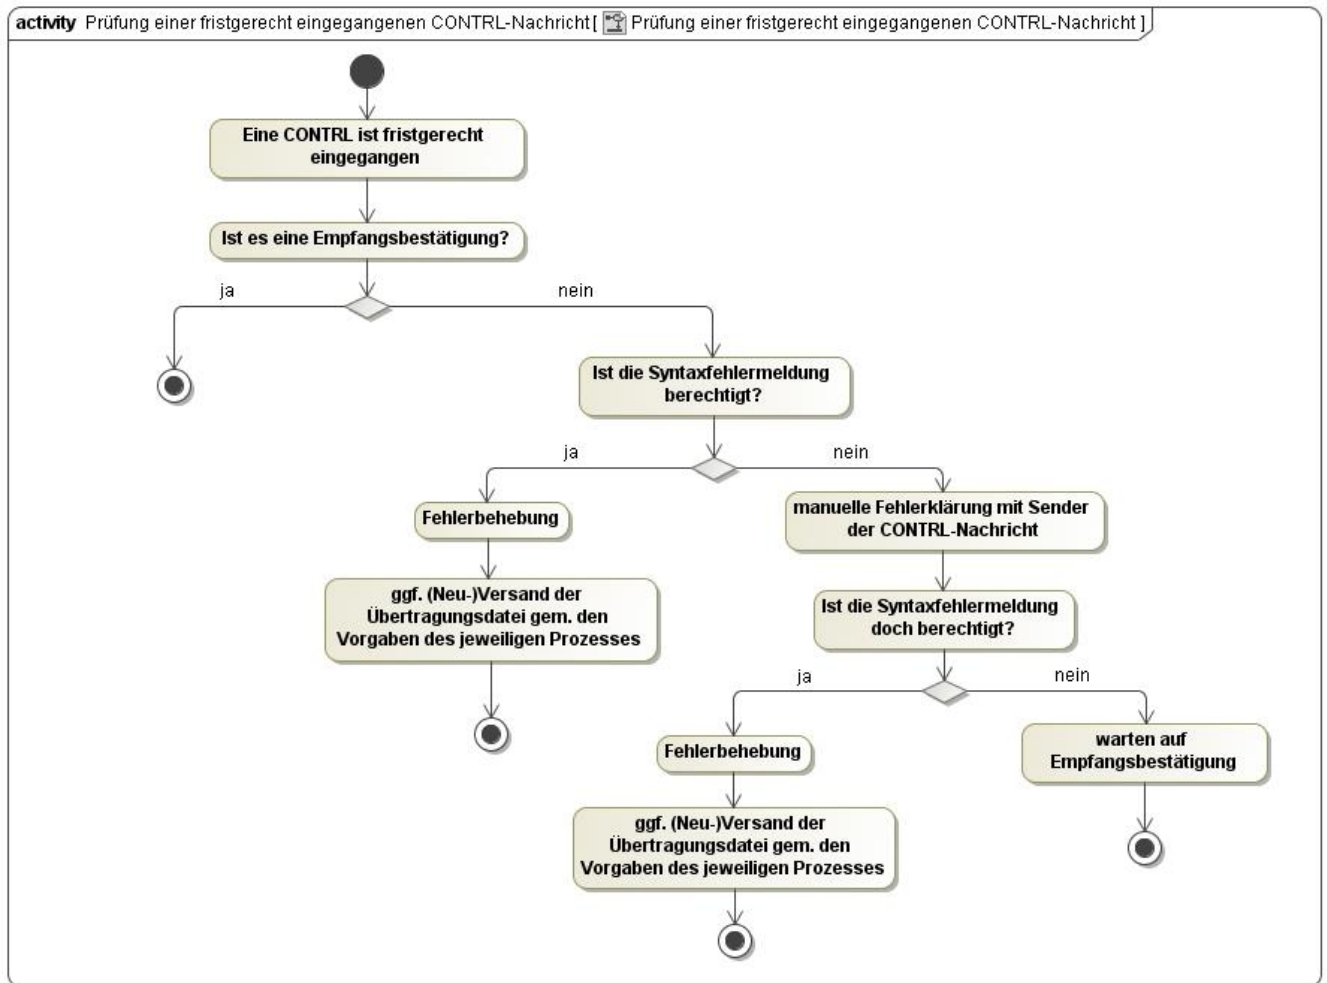 activity Prüfung einer fristgerecht eingegangenen CONTRL-Nachricht [ Prüfung einer fristgerecht eingegangenen CONTRL-Nachricht ]
Eine CONTRL ist fristgerecht
eingegangen
Ist es eine Empfangsbestätigung?
ja
nein
Ist die Syntaxfehlermeldung
berechtigt?
ja
nein
Fehlerbehebung
ggf. (Neu-)Versand der
Übertragungsdatei gem. den
Vorgaben des jeweiligen Prozesses
manuelle Fehlerklärung mit Sender
der CONTRL-Nachricht
Ist die Syntaxfehlermeldung
doch berechtigt?
ja
nein
Fehlerbehebung
ggf. (Neu-)Versand der
Übertragungsdatei gem. den
Vorgaben des jeweiligen Prozesses
warten auf
Empfangsbestätigung